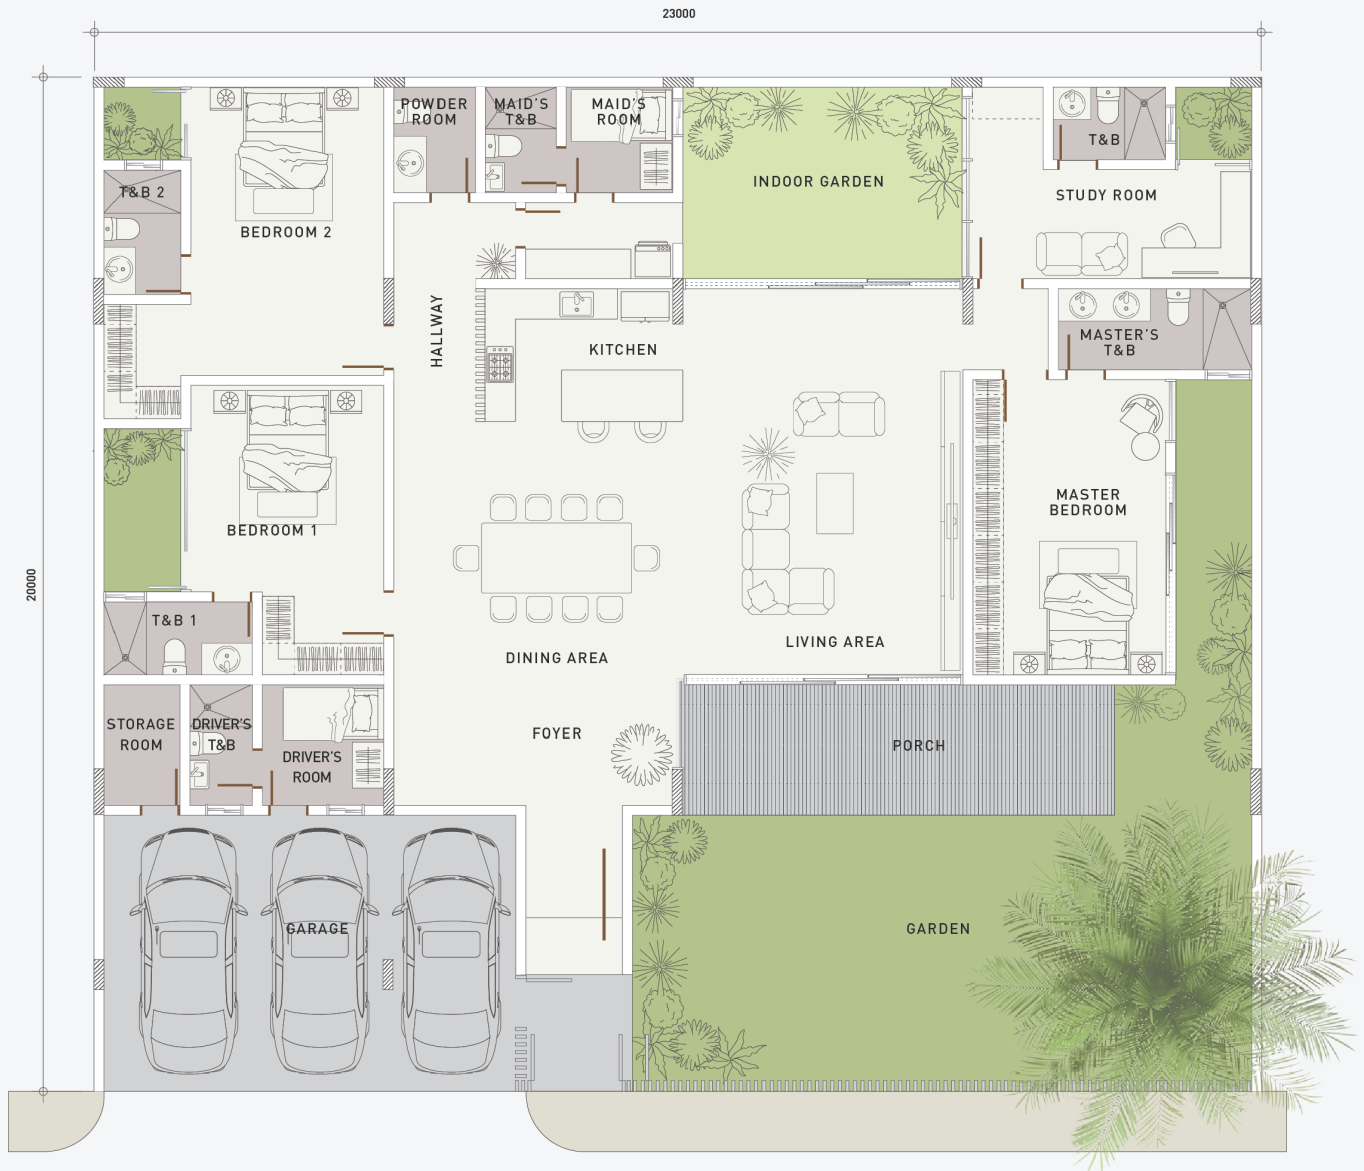 23000
20000
POWDER
ROOM
MAID'S
T&B
MAID'S
ROOM
T&B
T&B 2
INDOOR GARDEN
STUDY ROOM
BEDROOM 2
HALLWAY
KITCHEN
MASTER'S
T&B
MASTER
BEDROOM
BEDROOM 1
T&B 1
LIVING AREA
DINING AREA
STORAGE
ROOM
DRIVER'S
T&B
DRIVER'S
ROOM
FOYER
PORCH
GARAGE
GARDEN